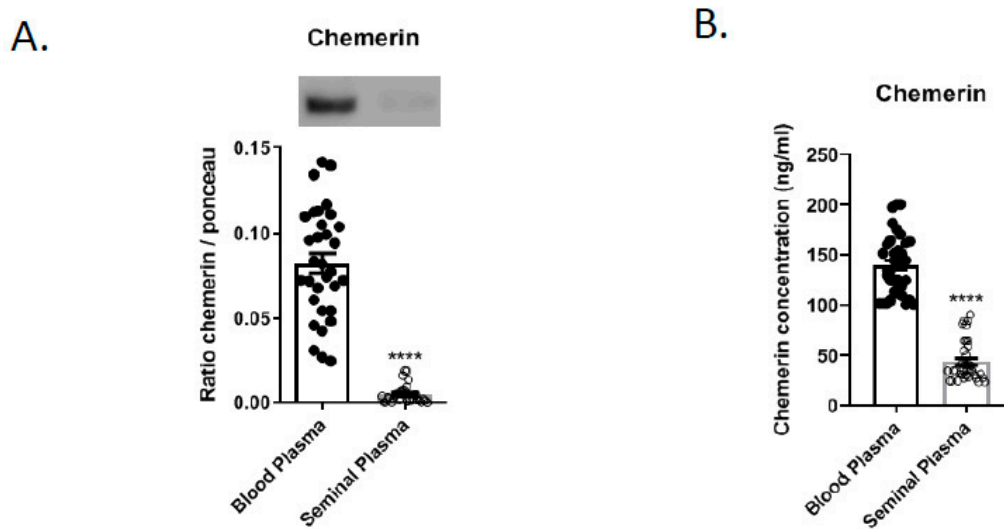 A.
Chemerin
Ratio chemerin / ponceau
0.15
0.10
0.05
0.00
****
Blood Plasma
Seminal Plasma
B.
Chemerin
Chemerin concentration (ng/ml)
250
200
150
100
50
0
****
Blood Plasma
Seminal Plasma